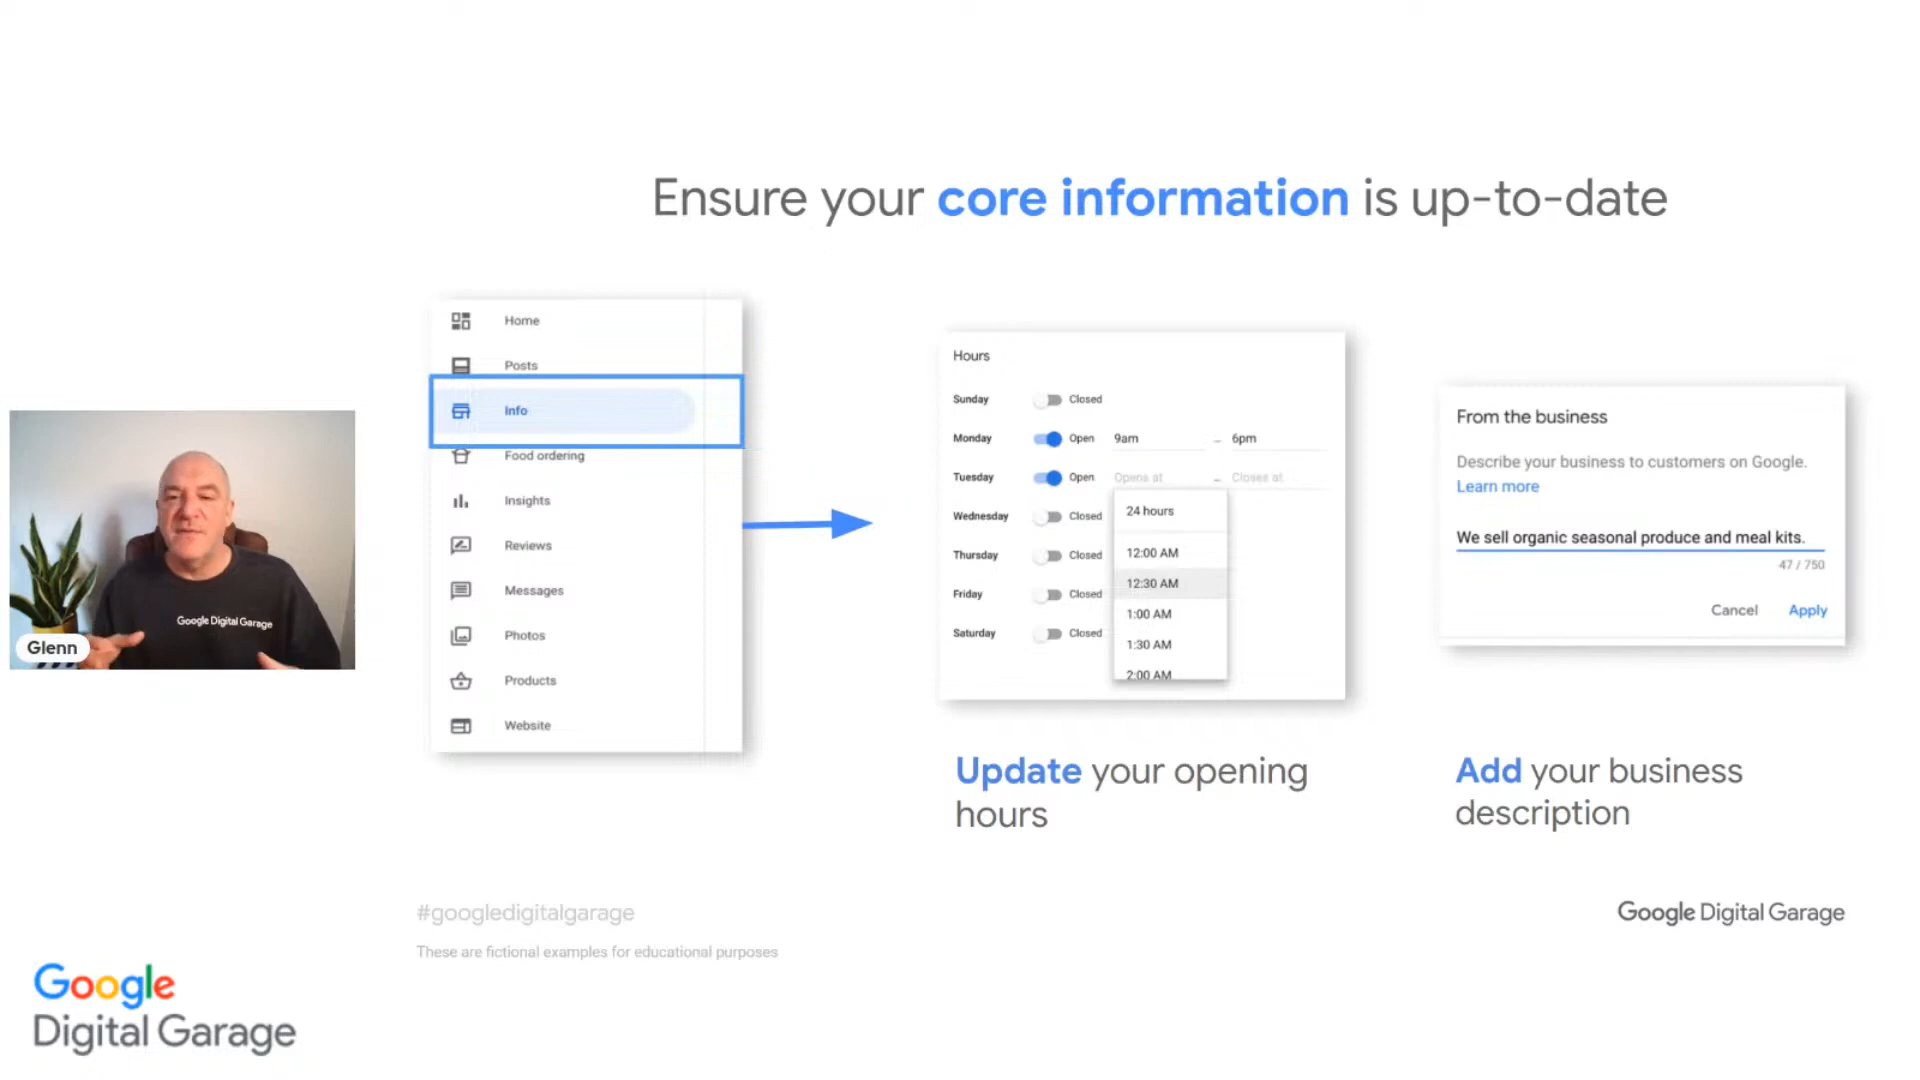 Ensure your core information is up-to-date
Home
Posts
Info
Food ordering
Insights
Reviews
Messages
Photos
Products
Website
Hours
Sunday Closed
Monday Open 9am – 6pm
Tuesday Open Opens at – Closes at
Wednesday Closed
Thursday Closed
Friday Closed
Saturday Closed
24 hours
12:00 AM
12:30 AM
1:00 AM
1:30 AM
2:00 AM
From the business
Describe your business to customers on Google.
Learn more
We sell organic seasonal produce and meal kits.
47 / 750
Cancel Apply
Google Digital Garage
Glenn
Update your opening
hours
Add your business
description
#googledigitalgarage
These are fictional examples for educational purposes
Google Digital Garage
Google
Digital Garage